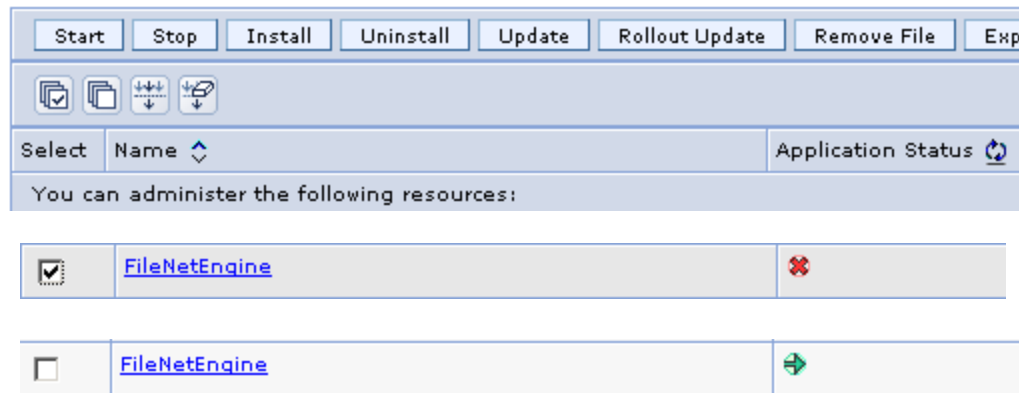 Start Stop Install Uninstall Update Rollout Update Remove File Exp
Select Name Application Status
You can administer the following resources:
FileNetEngine
FileNetEngine